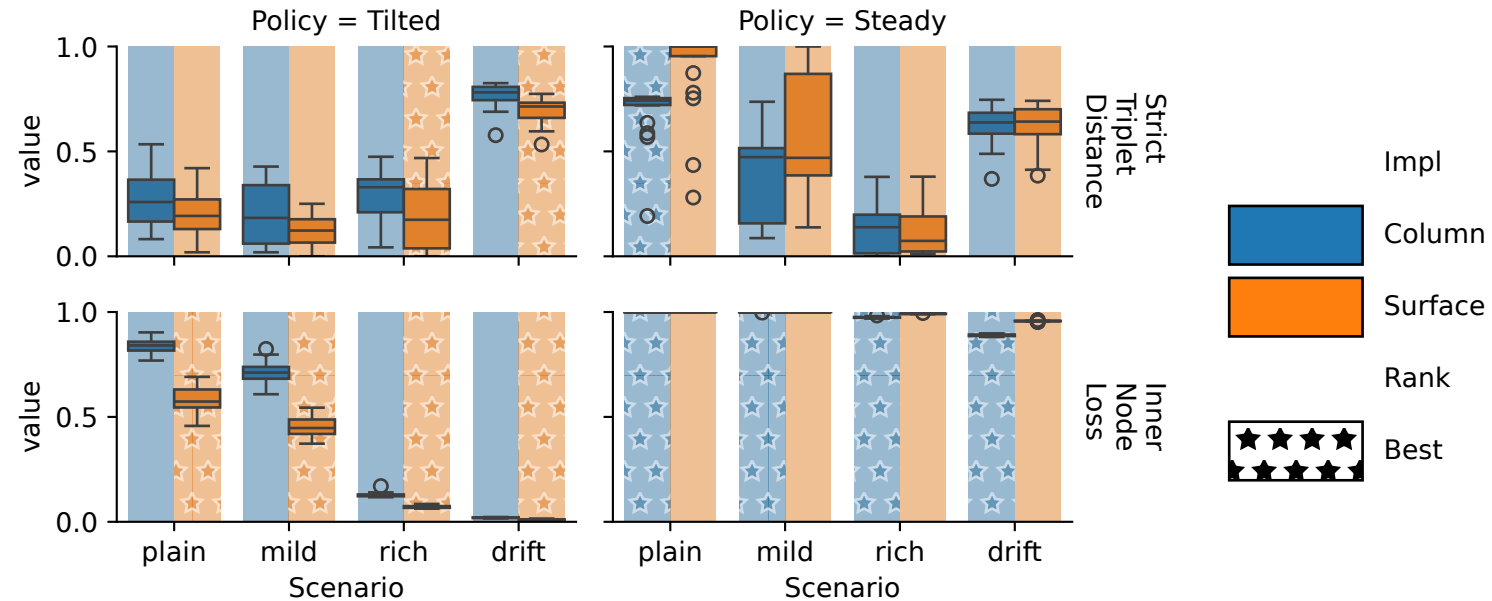 Policy = Tilted
Policy = Steady
value
1.0
0.5
0.0
Strict
Triplet
Distance
value
1.0
0.5
0.0
Inner
Node
Loss
plain
mild
rich
drift
plain
mild
rich
drift
Scenario
Scenario
Impl
Column
Surface
Rank
Best